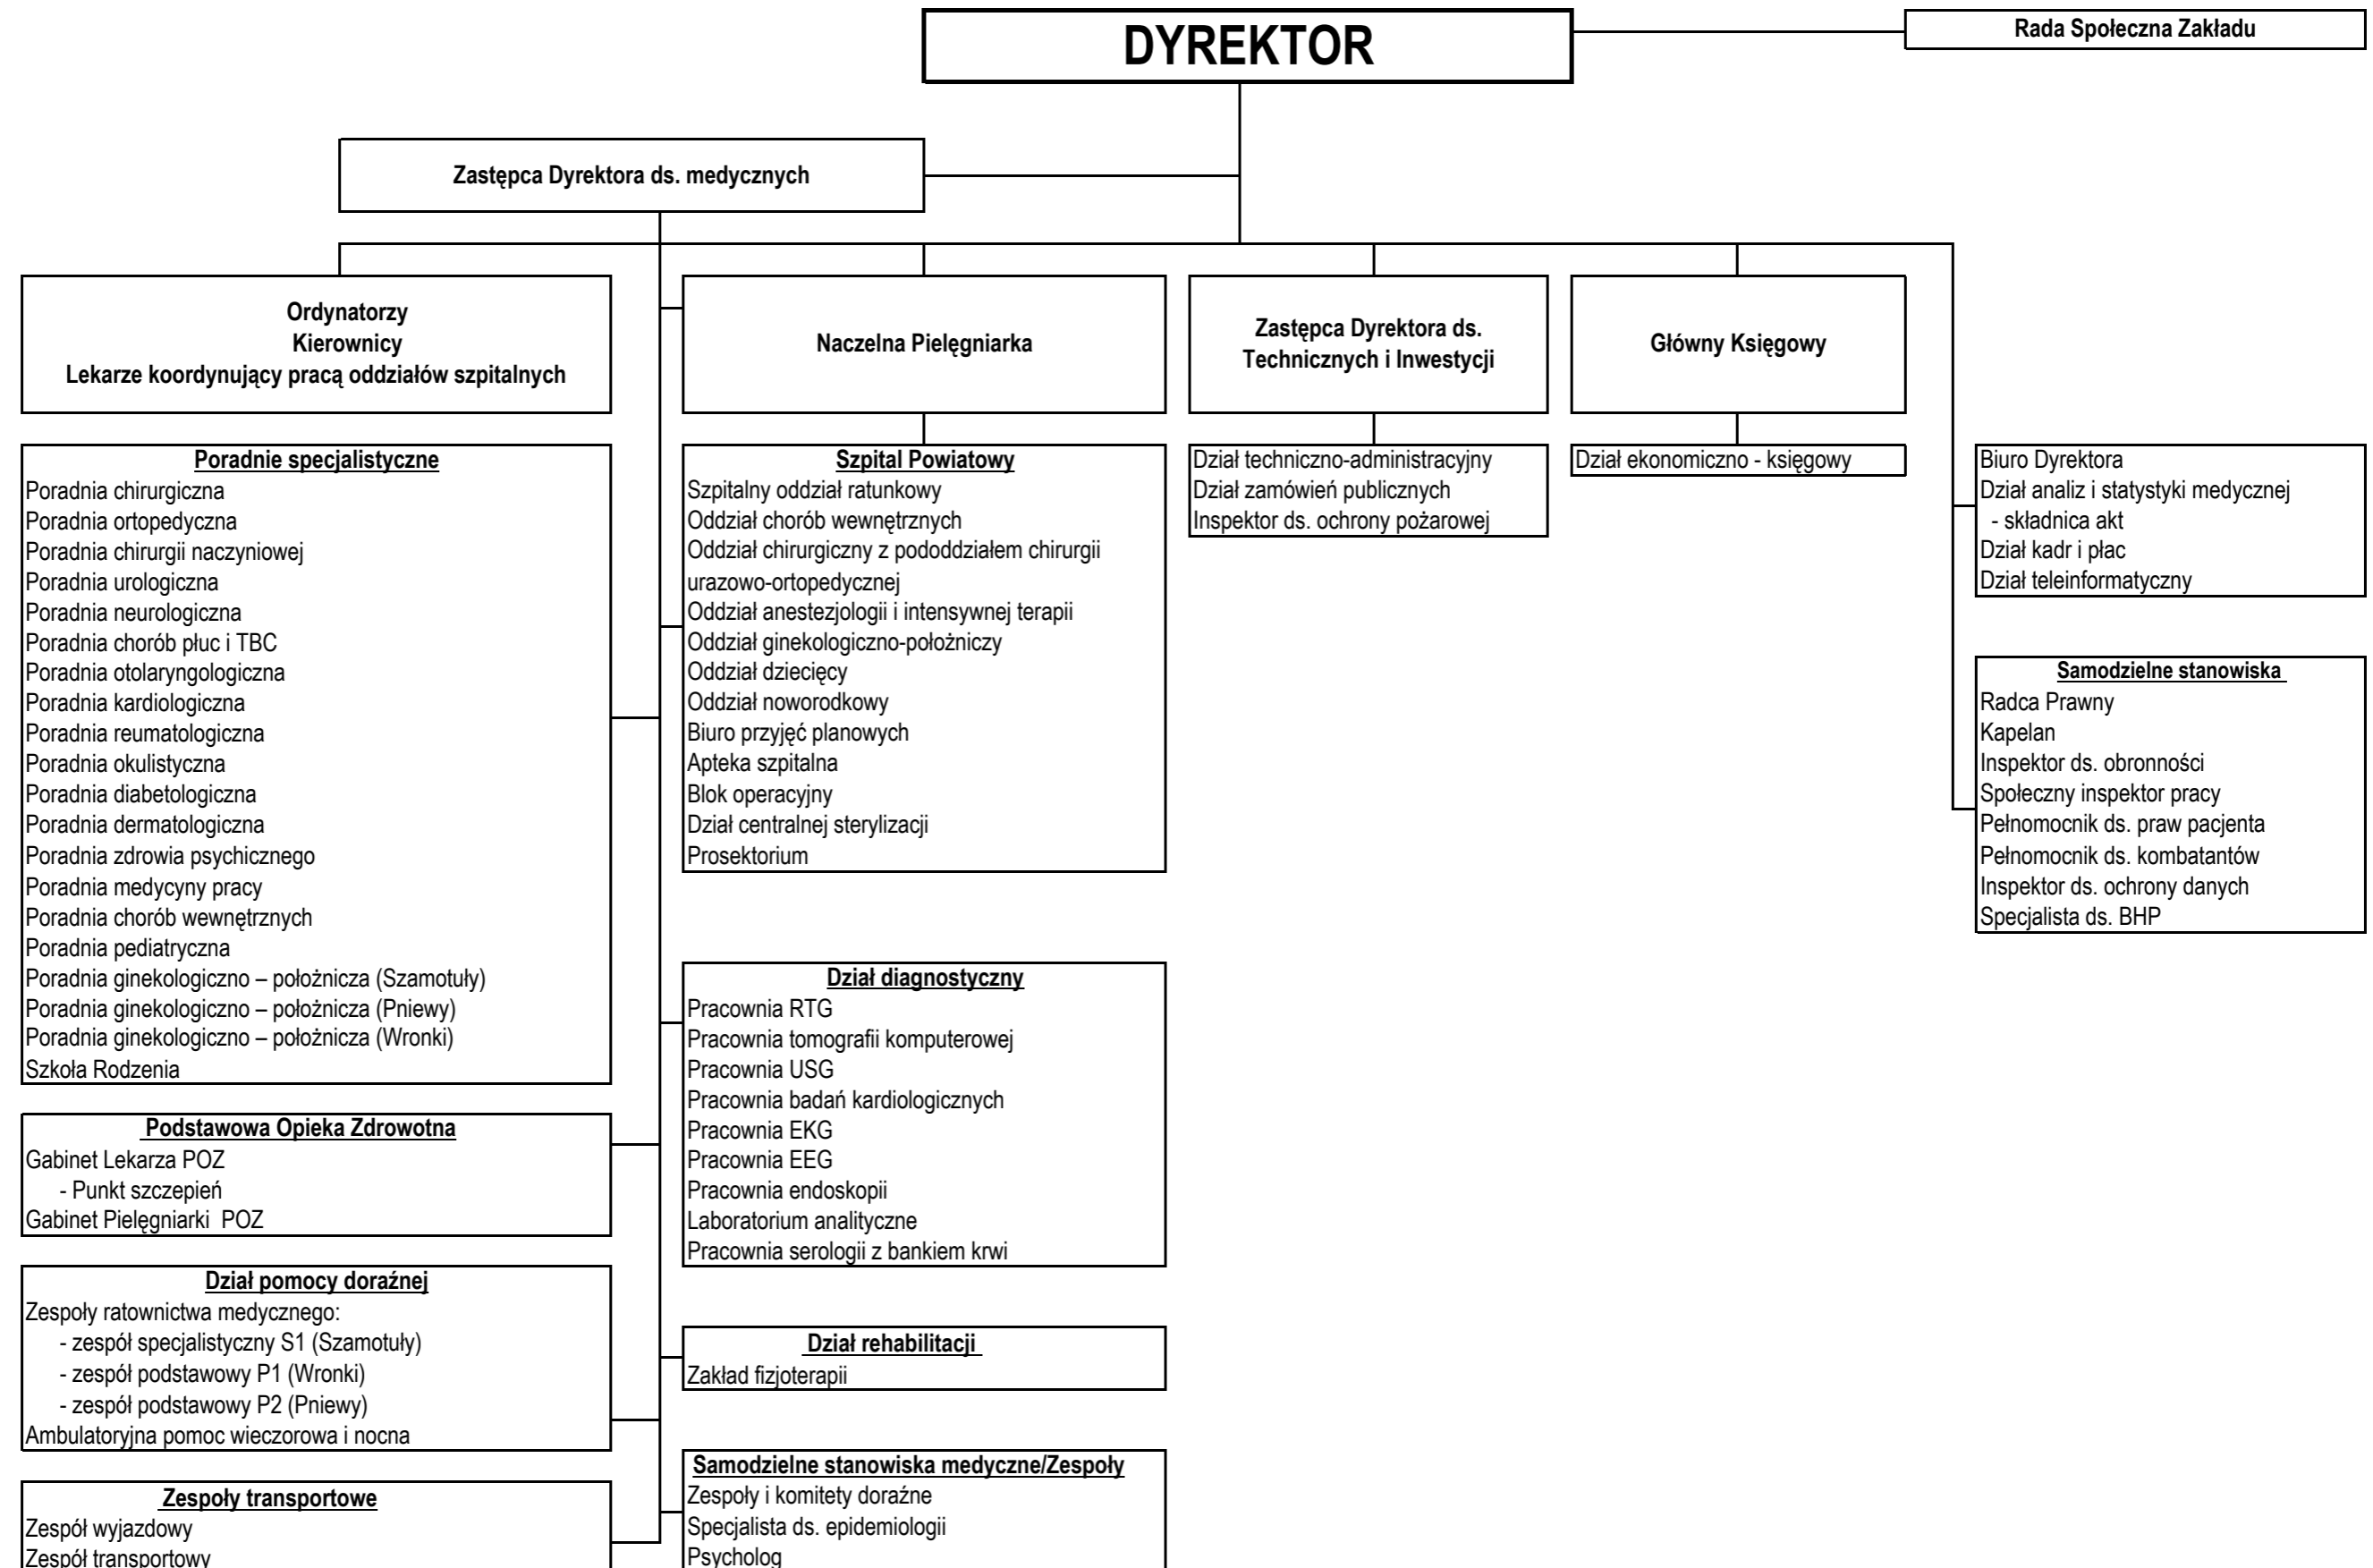 DYREKTOR
Rada Społeczna Zakładu
Zastępca Dyrektora ds. medycznych
Ordynatorzy
Kierownicy
Lekarze koordynujący pracą oddziałów szpitalnych
Naczelna Pielęgniarka
Zastępca Dyrektora ds.
Technicznych i Inwestycji
Główny Księgowy
Poradnie specjalistyczne
Poradnia chirurgiczna
Poradnia ortopedyczna
Poradnia chirurgii naczyniowej
Poradnia urologiczna
Poradnia neurologiczna
Poradnia chorób płuc i TBC
Poradnia otolaryngologiczna
Poradnia kardiologiczna
Poradnia reumatologiczna
Poradnia okulistyczna
Poradnia diabetologiczna
Poradnia dermatologiczna
Poradnia zdrowia psychicznego
Poradnia medycyny pracy
Poradnia chorób wewnętrznych
Poradnia pediatryczna
Poradnia ginekologiczno – położnicza (Szamotuły)
Poradnia ginekologiczno – położnicza (Pniewy)
Poradnia ginekologiczno – położnicza (Wronki)
Szkoła Rodzenia
Podstawowa Opieka Zdrowotna
Gabinet Lekarza POZ
- Punkt szczepień
Gabinet Pielęgniarki POZ
Dział pomocy doraźnej
Zespoły ratownictwa medycznego:
- zespół specjalistyczny S1 (Szamotuły)
- zespół podstawowy P1 (Wronki)
- zespół podstawowy P2 (Pniewy)
Ambulatoryjna pomoc wieczorowa i nocna
Zespoły transportowe
Zespół wyjazdowy
Zespół transportowy
Szpital Powiatowy
Szpitalny oddział ratunkowy
Oddział chorób wewnętrznych
Oddział chirurgiczny z pododdziałem chirurgii
urazowo-ortopedycznej
Oddział anestezjologii i intensywnej terapii
Oddział ginekologiczno-położniczy
Oddział dziecięcy
Oddział noworodkowy
Biuro przyjęć planowych
Apteka szpitalna
Blok operacyjny
Dział centralnej sterylizacji
Prosektorium
Dział diagnostyczny
Pracownia RTG
Pracownia tomografii komputerowej
Pracownia USG
Pracownia badań kardiologicznych
Pracownia EKG
Pracownia EEG
Pracownia endoskopii
Laboratorium analityczne
Pracownia serologii z bankiem krwi
Dział rehabilitacji
Zakład fizjoterapii
Samodzielne stanowiska medyczne/Zespoły
Zespoły i komitety doraźne
Specjalista ds. epidemiologii
Psycholog
Dział techniczno-administracyjny
Dział zamówień publicznych
Inspektor ds. ochrony pożarowej
Dział ekonomiczno - księgowy
Biuro Dyrektora
Dział analiz i statystyki medycznej
- składnica akt
Dział kadr i płac
Dział teleinformatyczny
Samodzielne stanowiska
Radca Prawny
Kapelan
Inspektor ds. obronności
Społeczny inspektor pracy
Pełnomocnik ds. praw pacjenta
Pełnomocnik ds. kombatantów
Inspektor ds. ochrony danych
Specjalista ds. BHP